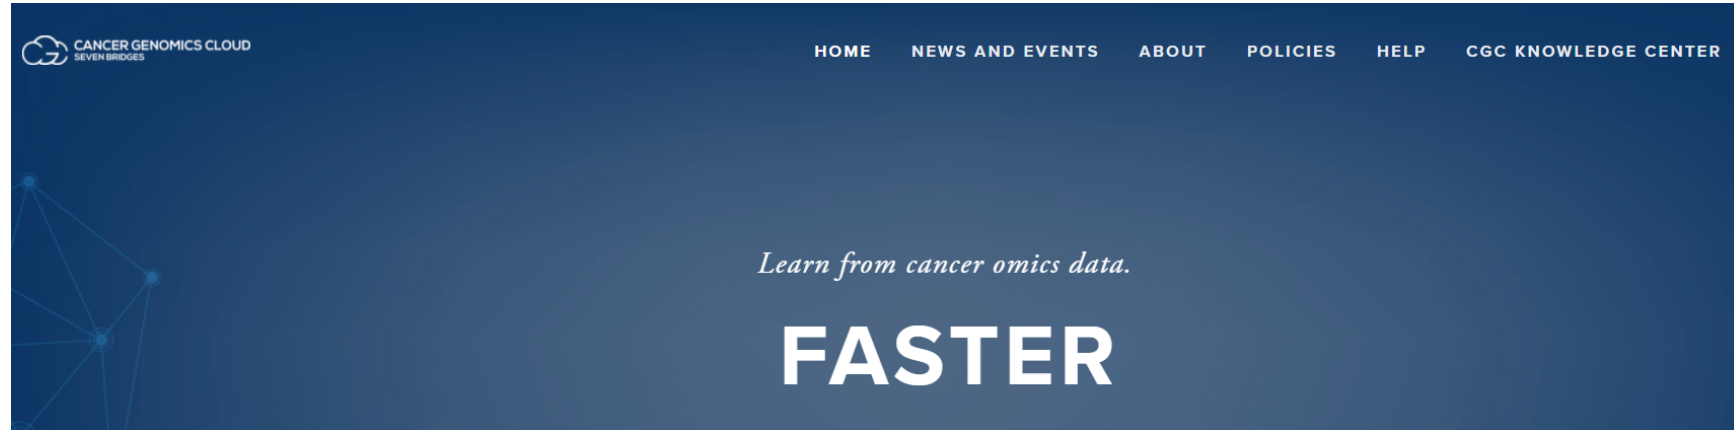 CANCER GENOMICS CLOUD
SEVEN BRIDGES
HOME NEWS AND EVENTS ABOUT POLICIES HELP CGC KNOWLEDGE CENTER
Learn from cancer omics data.
FASTER